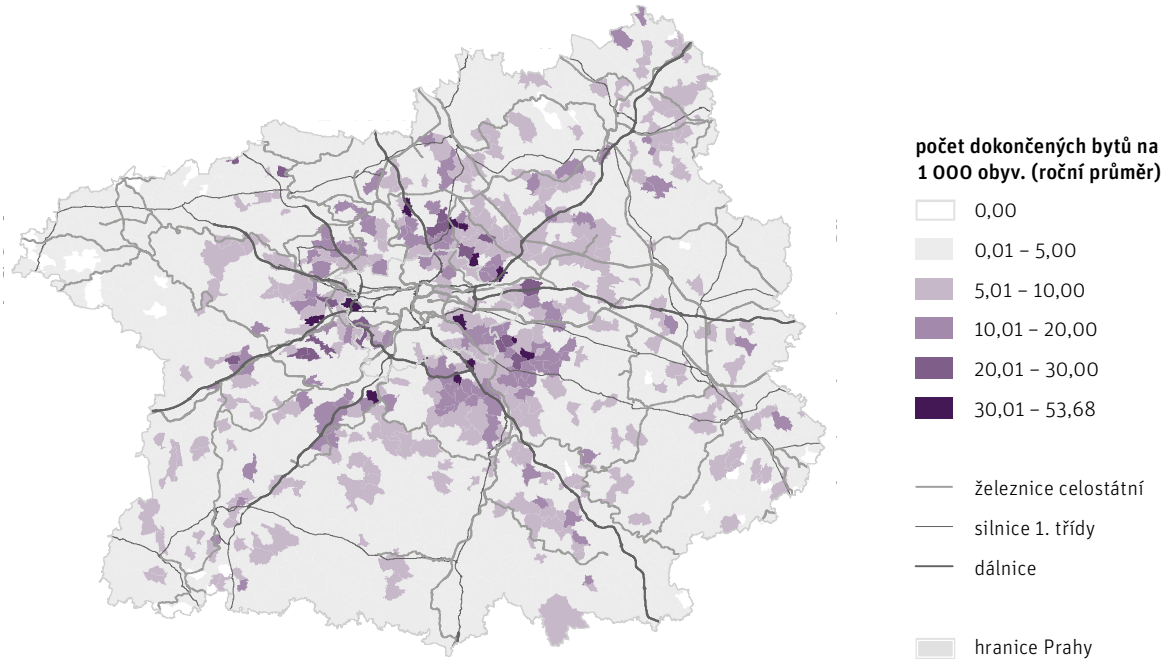 počet dokončených bytů na
1 000 obyv. (roční průměr)
0,00
0,01 – 5,00
5,01 – 10,00
10,01 – 20,00
20,01 – 30,00
30,01 – 53,68
železnice celostátní
silnice 1. třídy
dálnice
hranice Prahy